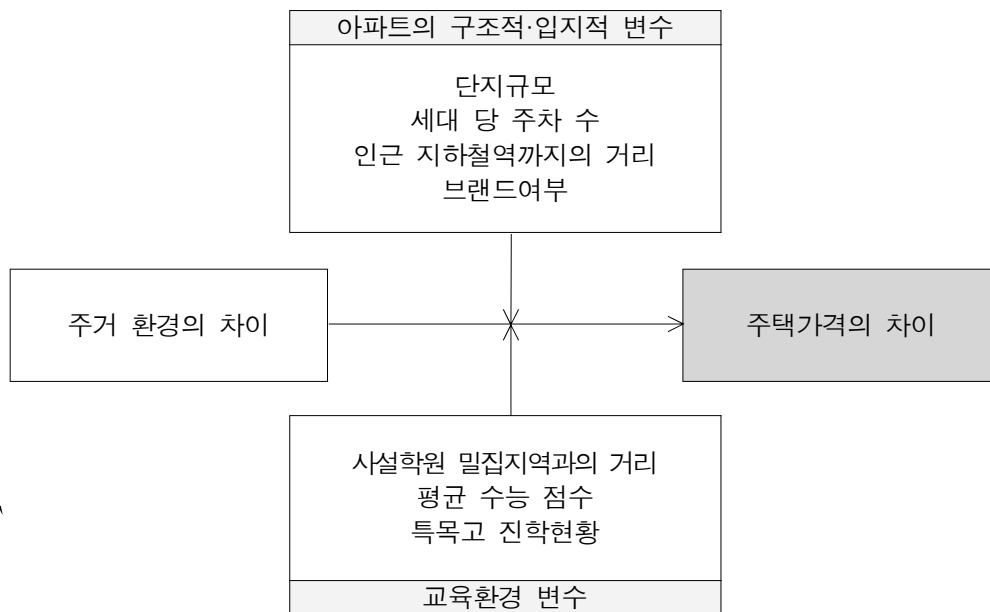 아파트의 구조적·입지적 변수
단지규모
세대 당 주차 수
인근 지하철역까지의 거리
브랜드여부
주거 환경의 차이
주택가격의 차이
사설학원 밀집지역과의 거리
평균 수능 점수
특목고 진학현황
교육환경 변수